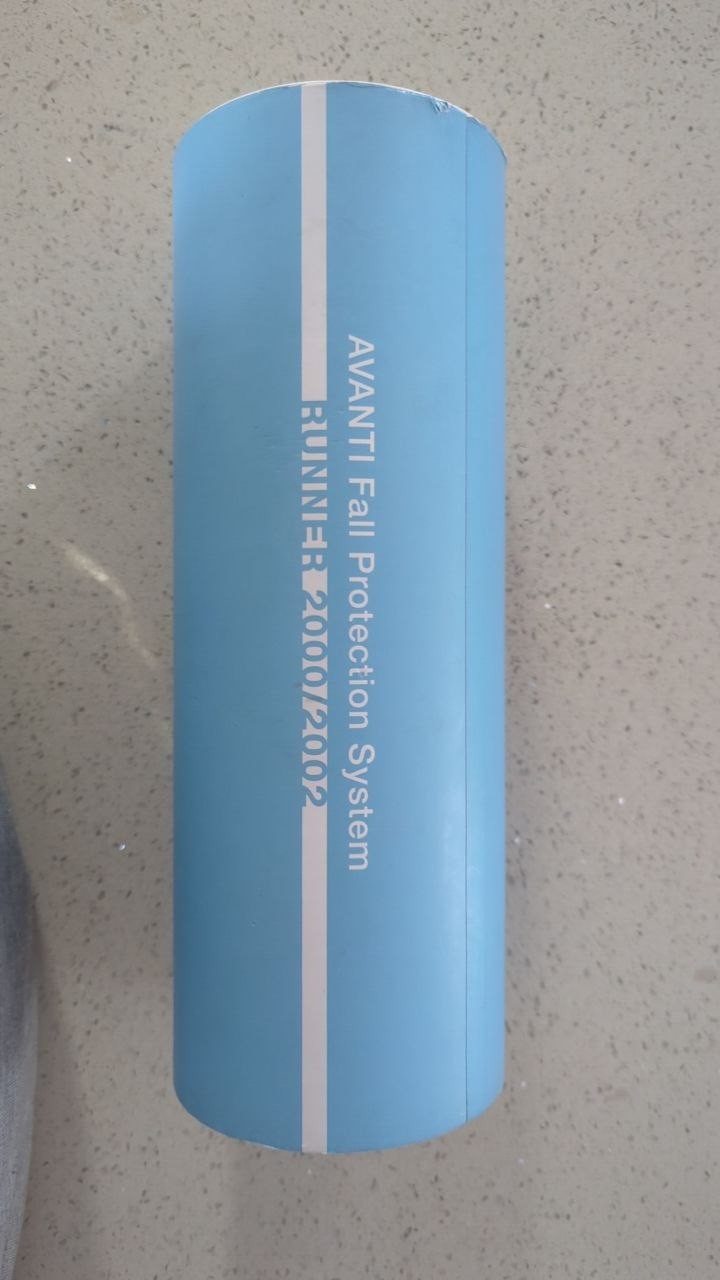 AVANTI Fall Protection System
RUNNER 2000/2002